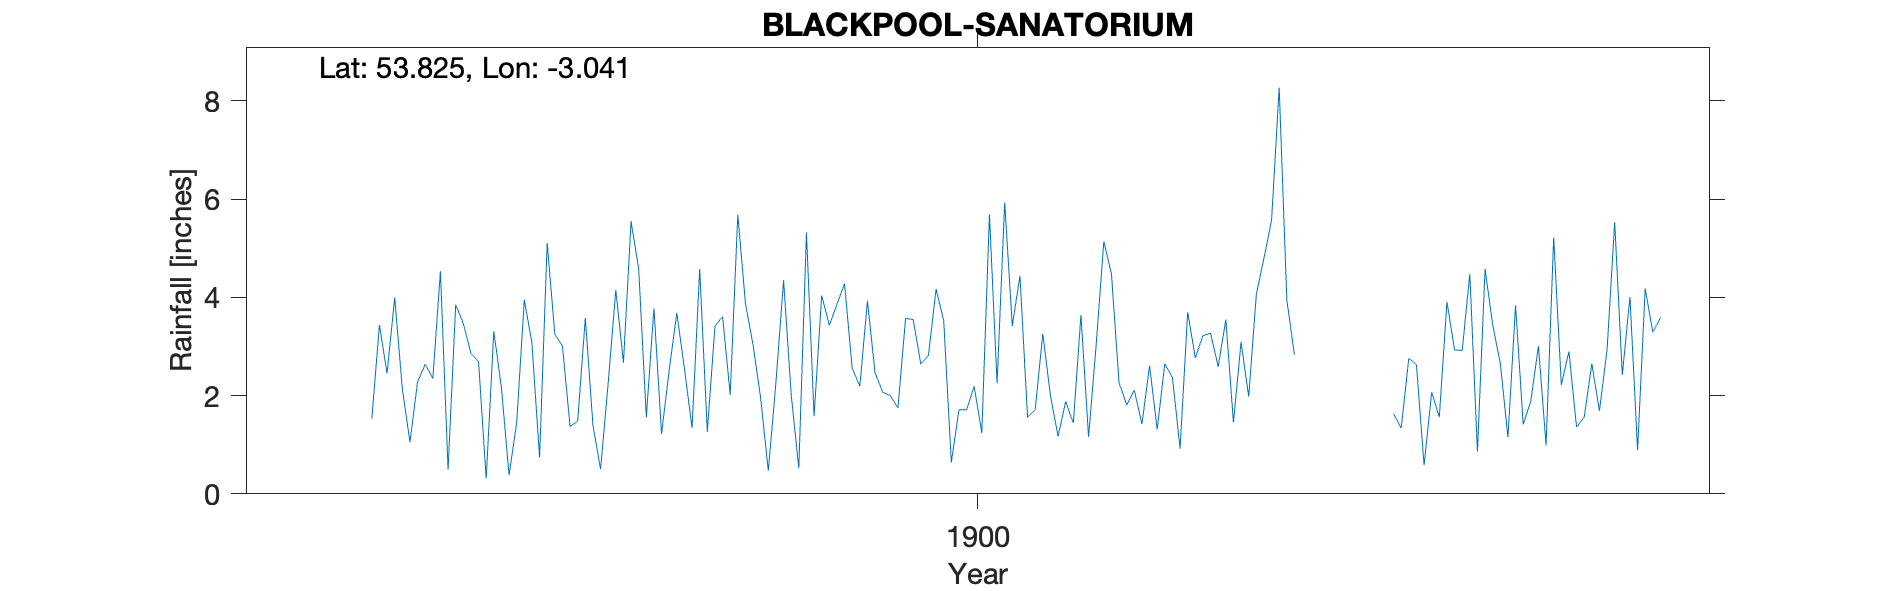 BLACKPOOL-SANATORIUM
Lat: 53.825, Lon: -3.041
8
6
4
2
0
Rainfall [inches]
1900
Year